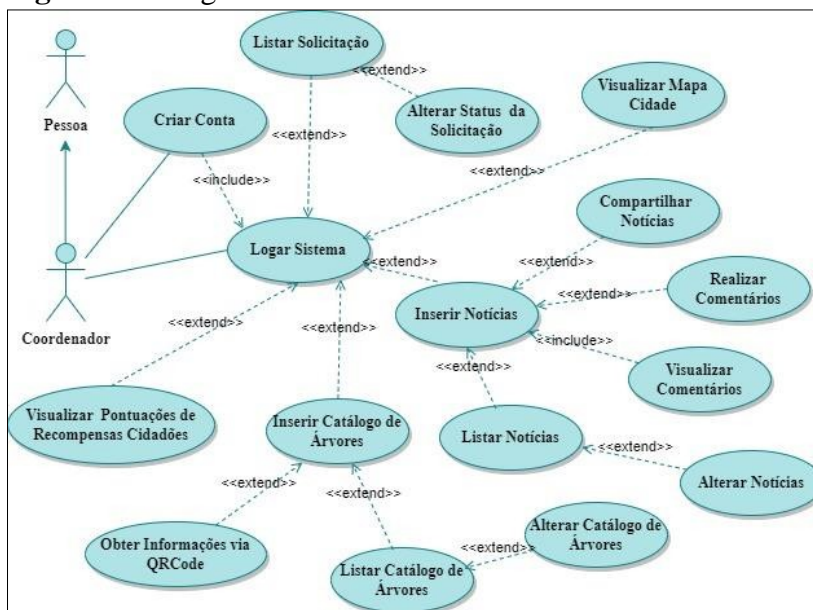 Listar Solicitação
<<extend>>
Visualizar Mapa
Cidade
Alterar Status da
Solicitação
Pessoa
Criar Conta
<<extend>>
<<extend>>
<<include>>
Compartilhar
Notícias
Logar Sistema
<<extend>>
<<extend>>
Realizar
Comentários
<<extend>>
Inserir Notícias
<<extend>>
<<extend>>
Coordenador
<<include>>
<<extend>>
Visualizar
Comentários
Visualizar Pontuações de
Recompensas Cidadões
Inserir Catálogo de
Árvores
Listar Notícias
<<extend>>
Alterar Notícias
<<extend>>
<<extend>>
Alterar Catálogo de
Árvores
<<extend>>
Obter Informações via
QRCode
Listar Catálogo de
Árvores